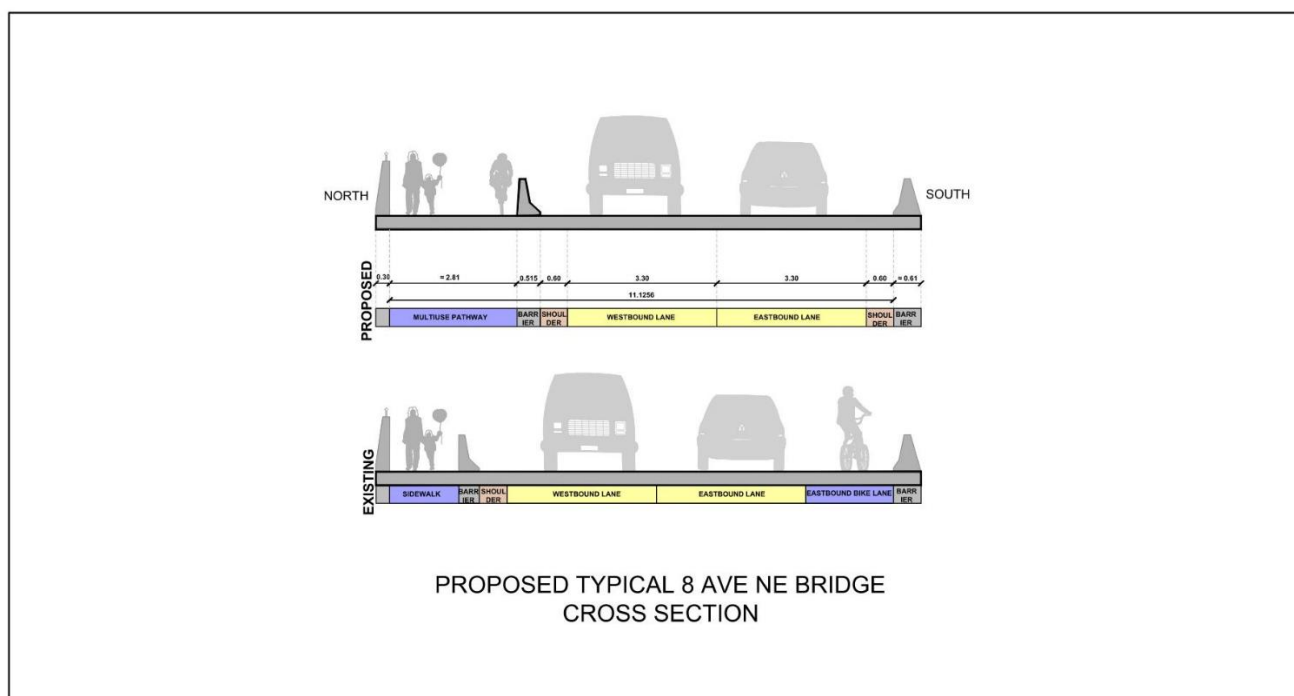 NORTH
SOUTH
PROPOSED
0.30
≈ 2.81
0.515
0.60
3.30
3.30
0.60
≈ 0.61
11.1256
MULTIUSE PATHWAY
BARR
IER
SHOUL
DER
WESTBOUND LANE
EASTBOUND LANE
SHOUL
DER
BARR
IER
EXISTING
SIDEWALK
BARR
IER
SHOUL
DER
WESTBOUND LANE
EASTBOUND LANE
EASTBOUND BIKE LANE
BARR
IER
PROPOSED TYPICAL 8 AVE NE BRIDGE
CROSS SECTION